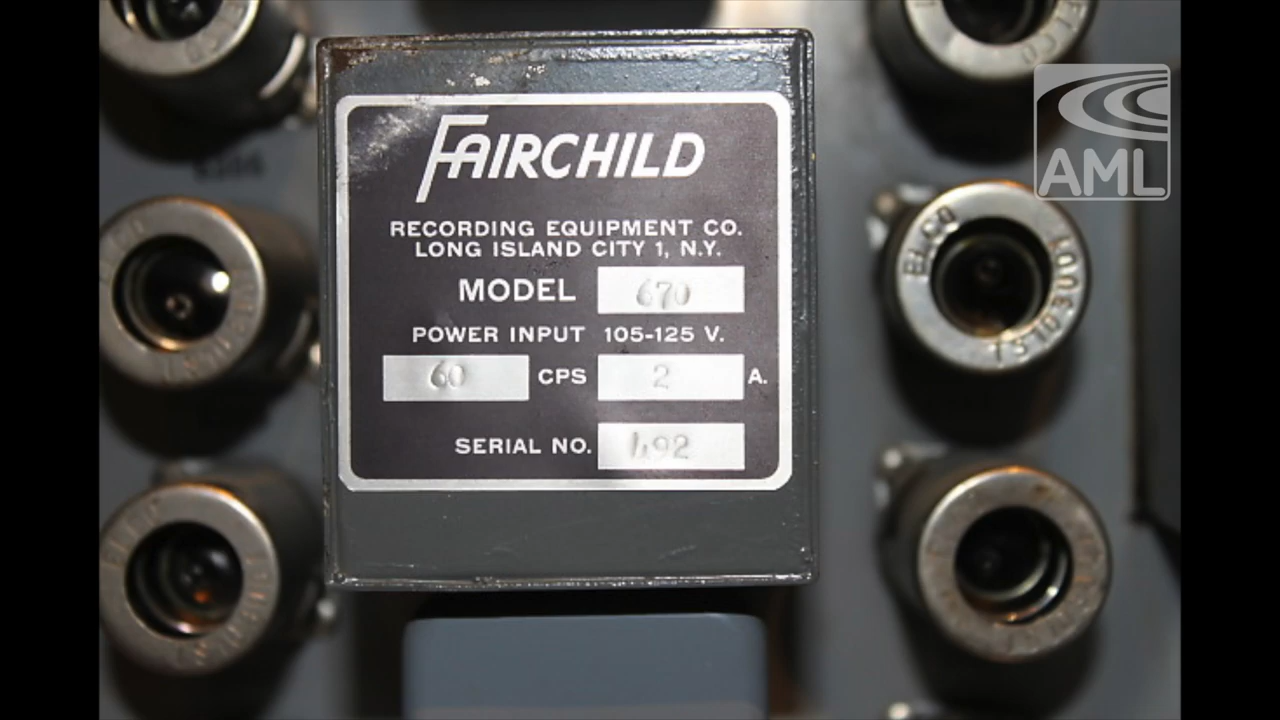 FAIRCHILD
RECORDING EQUIPMENT CO.
LONG ISLAND CITY 1, N.Y.
MODEL 670
POWER INPUT 105-125 V.
60 CPS 2 A.
SERIAL NO. 492
AML
ELCO